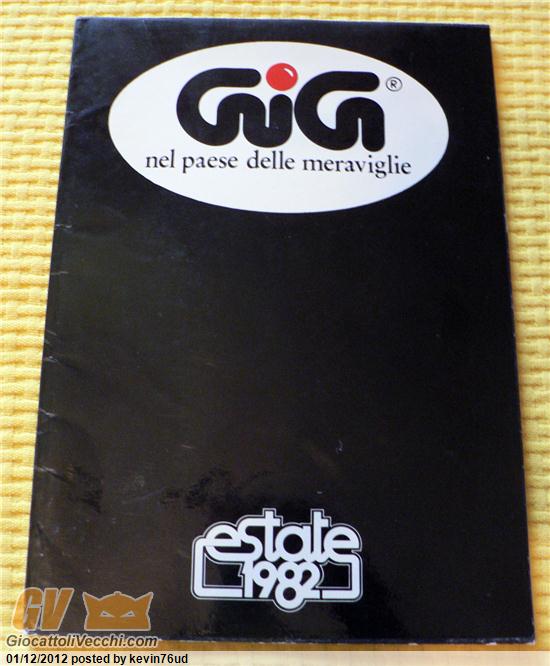 GiG ®
nel paese delle meraviglie
estate
1982
GV
GiocattoliVecchi.com
01/12/2012 posted by kevin76ud